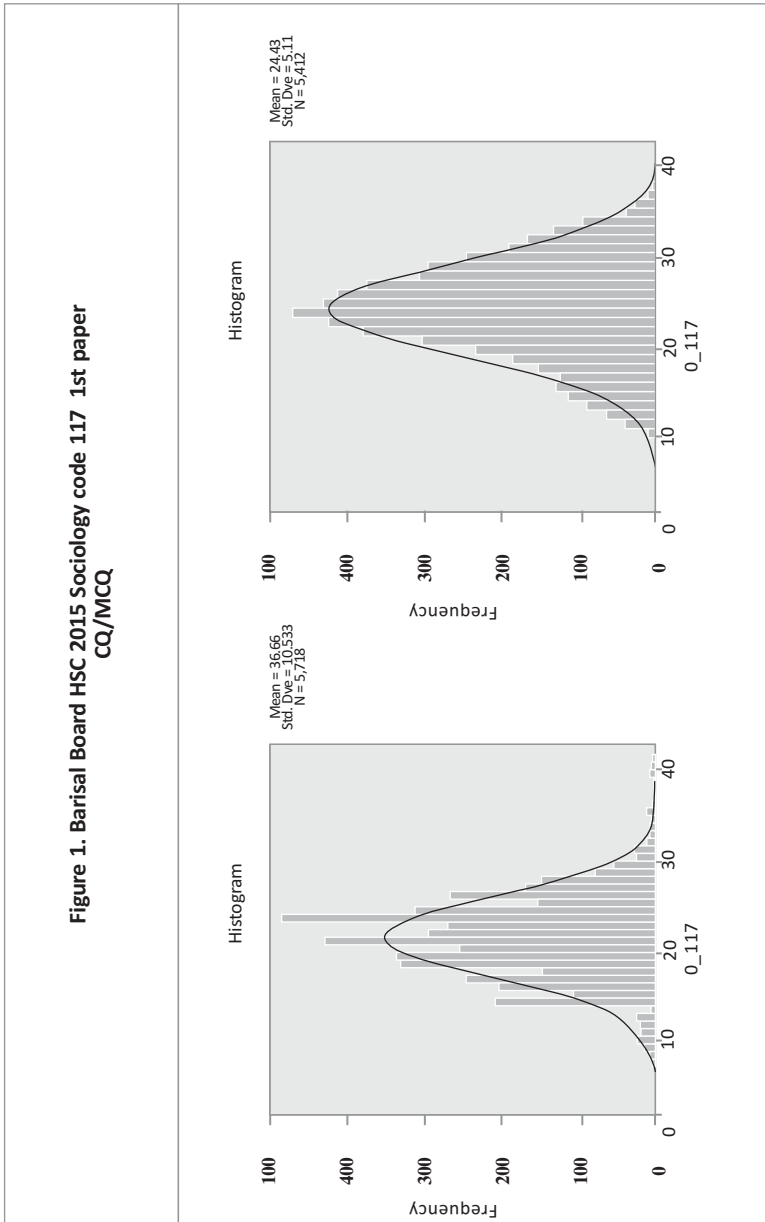 Figure 1. Barisal Board HSC 2015 Sociology code 117 1st paper
CQ/MCQ
Histogram
Mean = 36.66
Std. Dve = 10.533
N = 5,718
Frequency
100
400
300
200
100
0
0
10
20
30
40
0_117
Histogram
Mean = 24.43
Std. Dve = 5.11
N = 5,412
Frequency
100
400
300
200
100
0
0
10
20
30
40
0_117